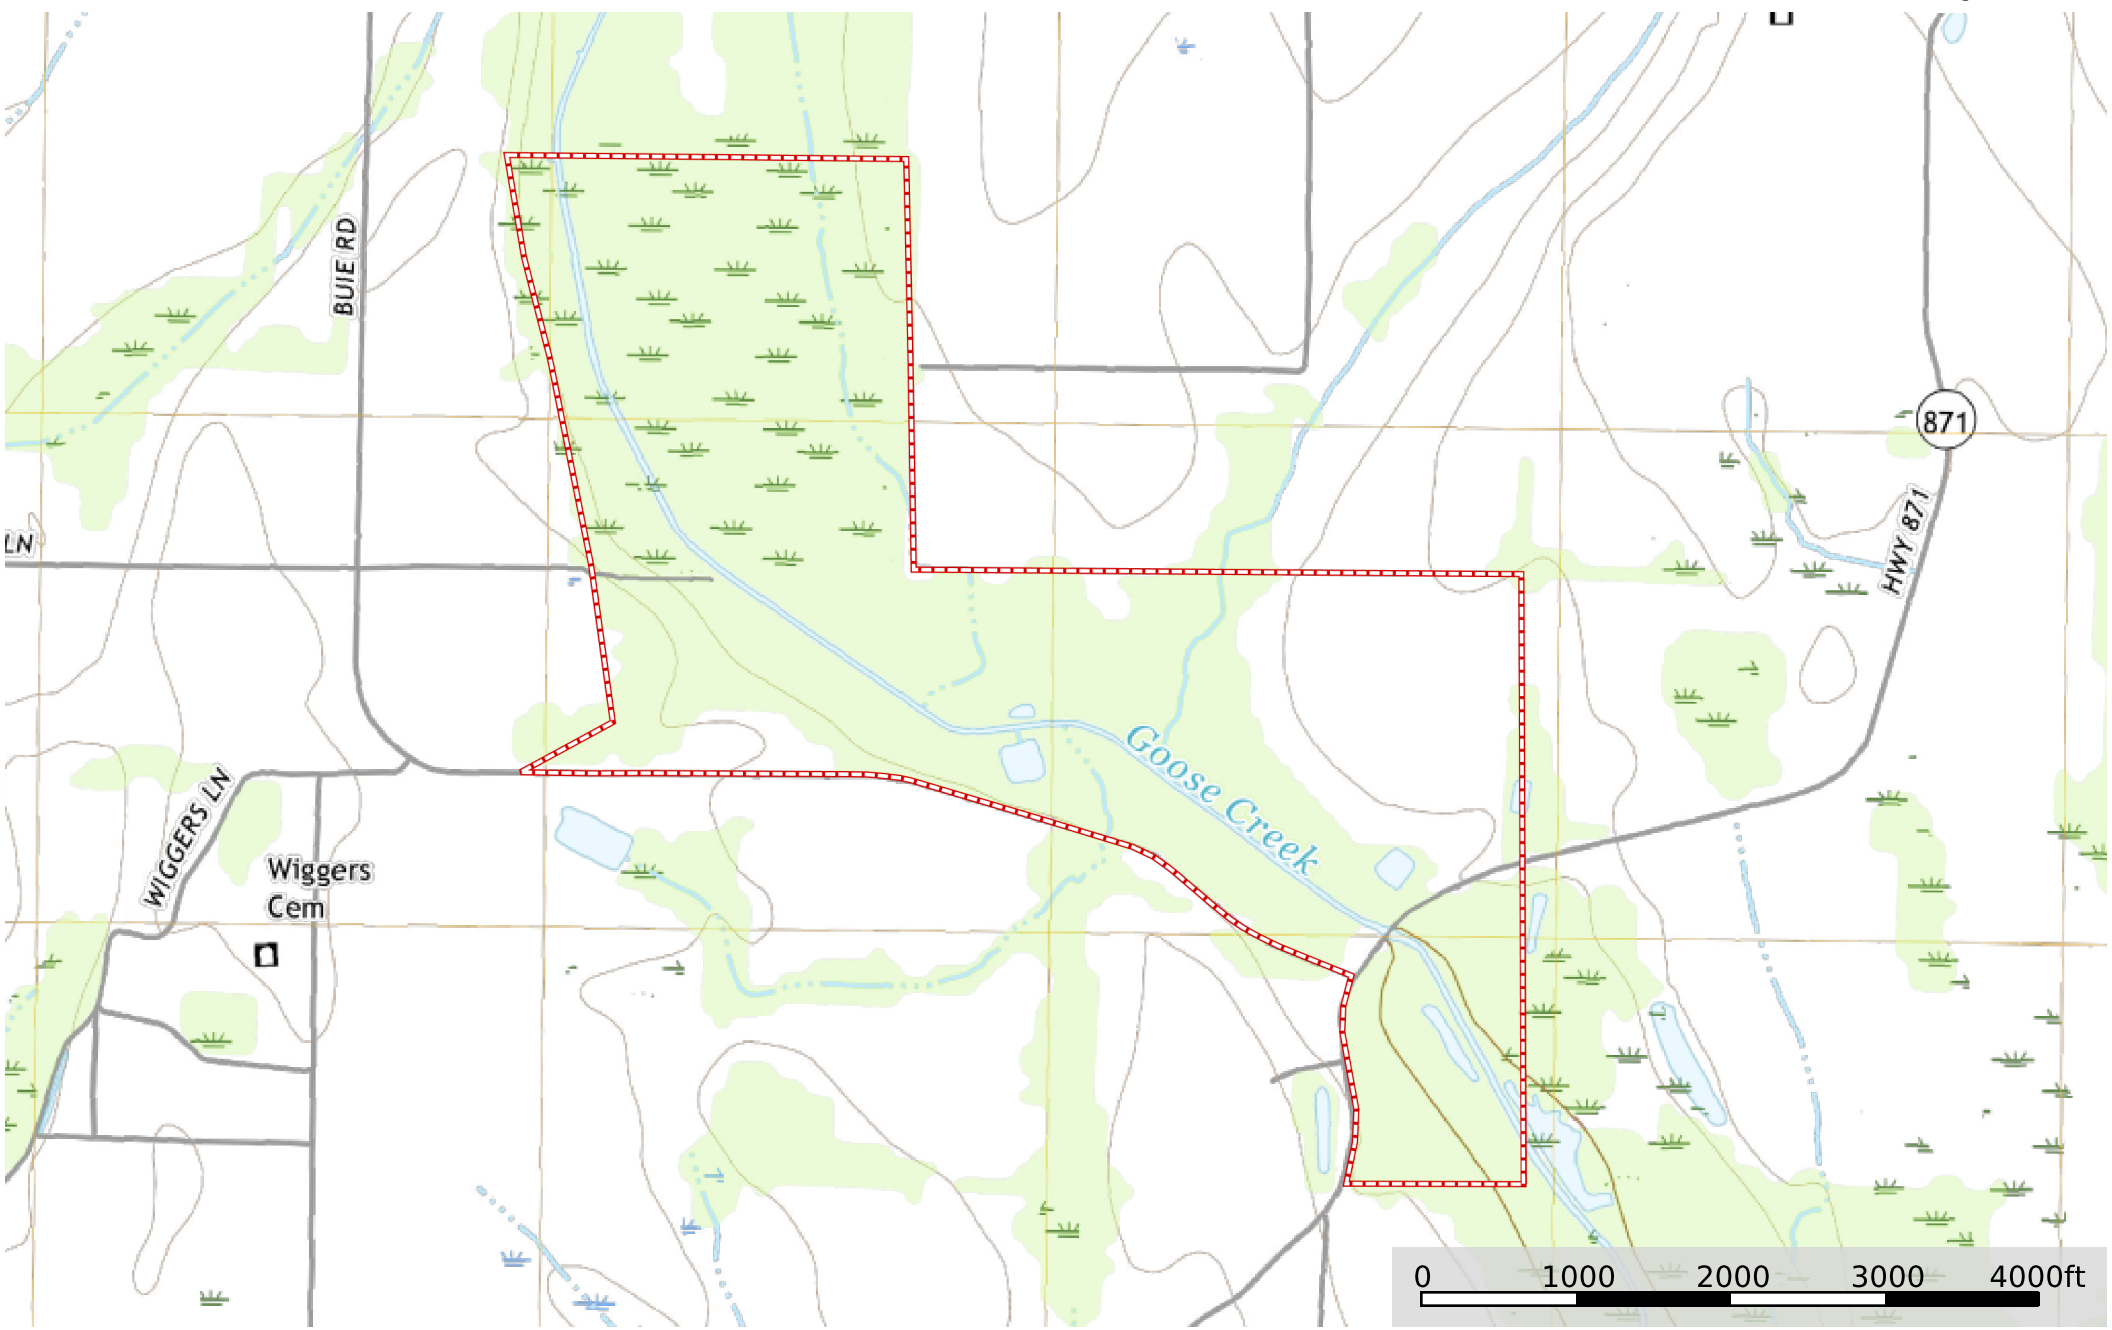 BUIE RD
871
HWY 871
LN
Goose Creek
WIGGERS LN
Wiggers
Cem
0 1000 2000 3000 4000ft